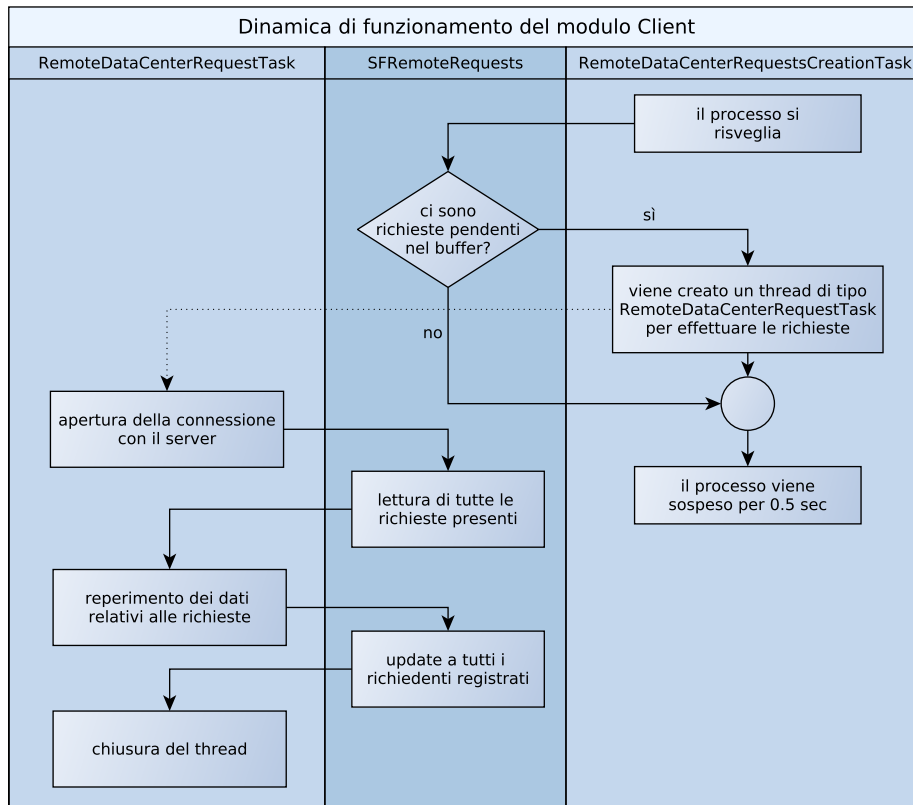 Dinamica di funzionamento del modulo Client
RemoteDataCenterRequestTask
SFRemoteRequests
RemoteDataCenterRequestsCreationTask
il processo si
risveglia
ci sono
richieste pendenti
nel buffer?
sì
viene creato un thread di tipo
RemoteDataCenterRequestTask
per effettuare le richieste
no
apertura della connessione
con il server
lettura di tutte le
richieste presenti
il processo viene
sospeso per 0.5 sec
reperimento dei dati
relativi alle richieste
update a tutti i
richiedenti registrati
chiusura del thread